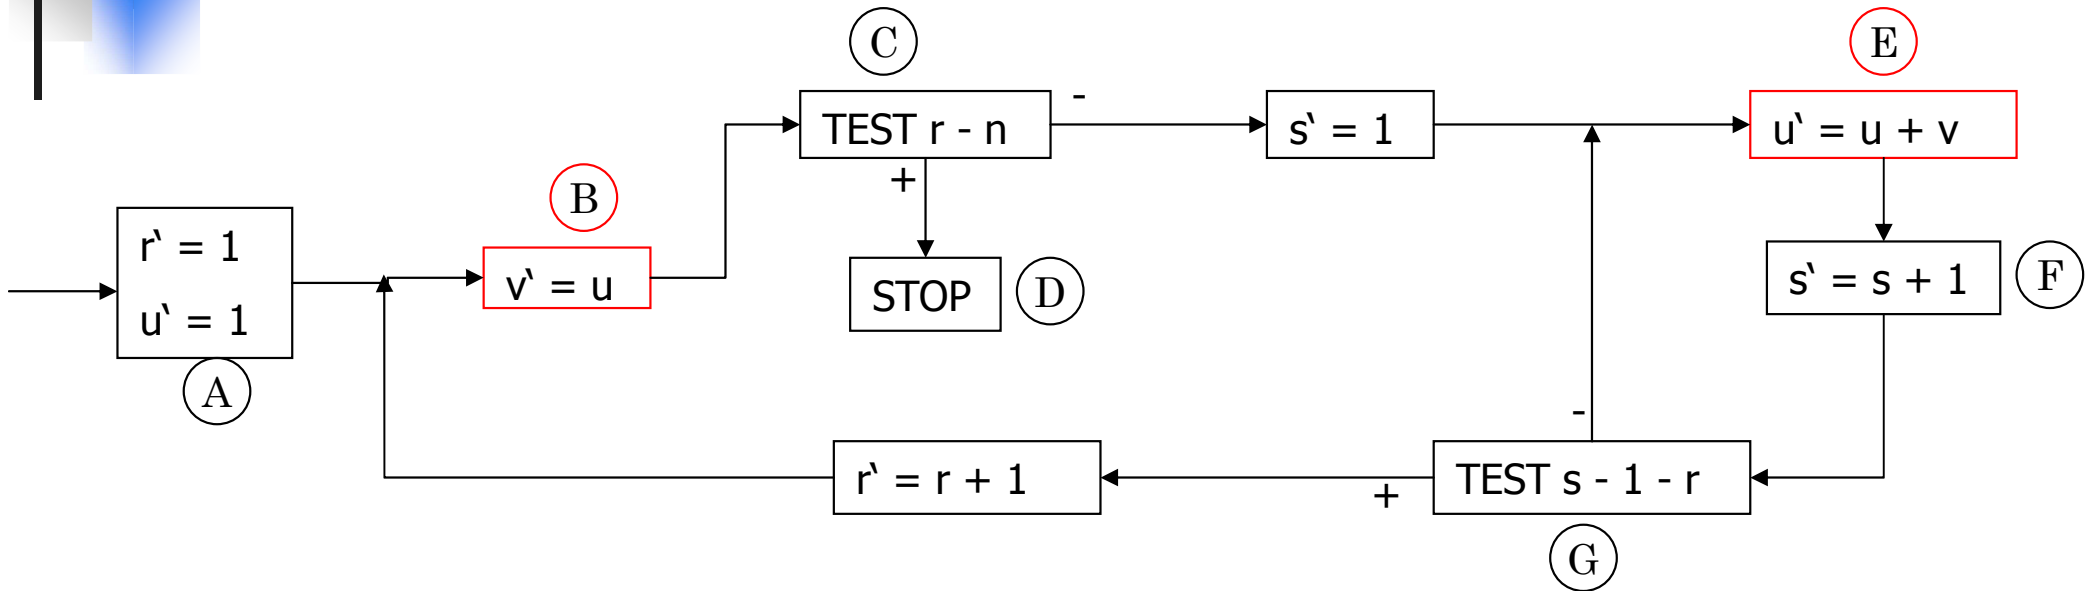 C
E
TEST r - n
-
s‘ = 1
u‘ = u + v
+
B
r‘ = 1
u‘ = 1
v‘ = u
STOP
D
s‘ = s + 1
F
A
-
r‘ = r + 1
+
TEST s - 1 - r
G